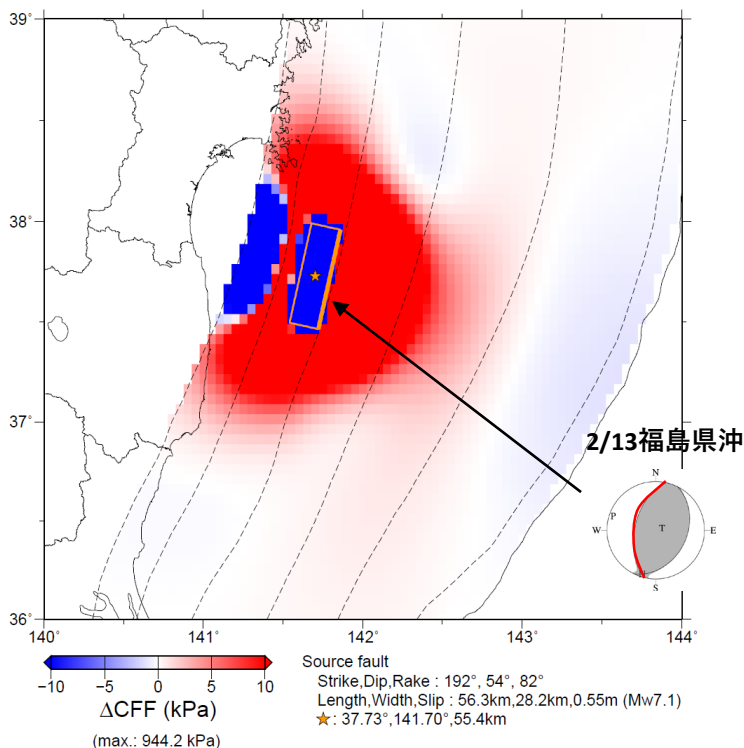 39°
38°
37°
36°
140°
141°
142°
143°
144°
2/13福島県沖
N
P
T
W
E
S
−10
−5
0
5
10
ΔCFF (kPa)
(max.: 944.2 kPa)
Source fault
Strike,Dip,Rake : 192°, 54°, 82°
Length,Width,Slip : 56.3km,28.2km,0.55m (Mw7.1)
★: 37.73°,141.70°,55.4km